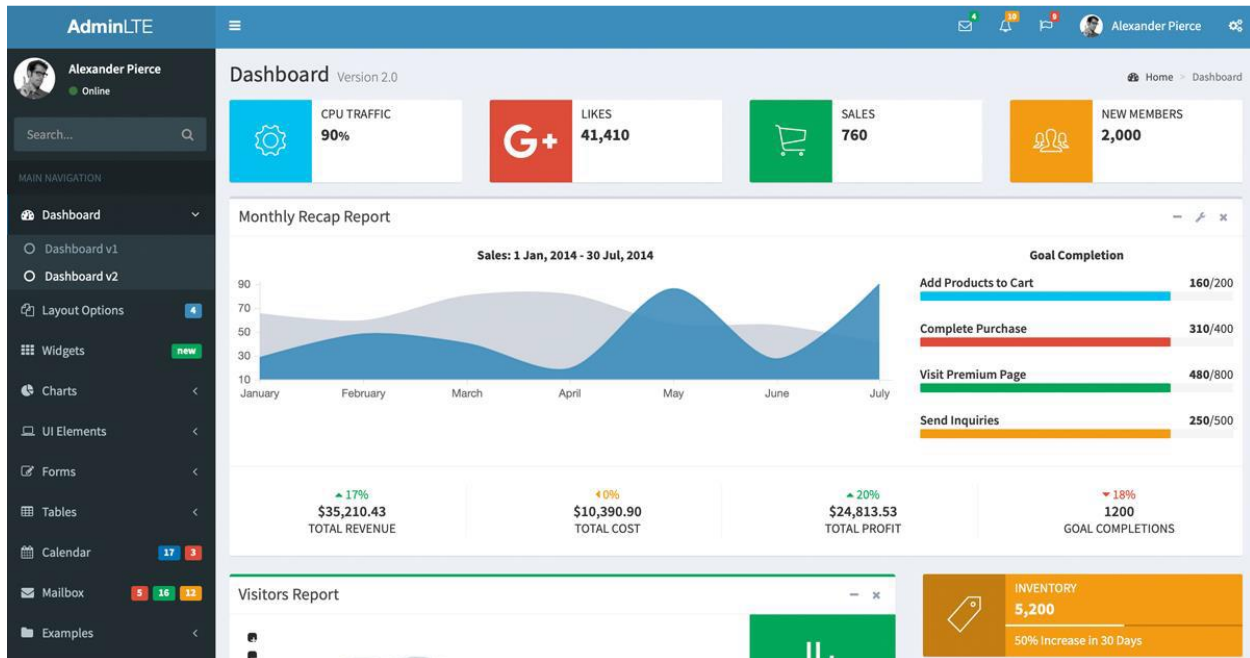 AdminLTE
4
10
9
Alexander Pierce
Alexander Pierce
Online
Search...
MAIN NAVIGATION
Dashboard
Dashboard v1
Dashboard v2
Layout Options 4
Widgets new
Charts
UI Elements
Forms
Tables
Calendar 17 3
Mailbox 5 16 12
Examples
Dashboard Version 2.0
Home > Dashboard
CPU TRAFFIC
90%
G+
LIKES
41,410
SALES
760
NEW MEMBERS
2,000
Monthly Recap Report
Sales: 1 Jan, 2014 - 30 Jul, 2014
90
70
50
30
10
January February March April May June July
Goal Completion
Add Products to Cart 160/200
Complete Purchase 310/400
Visit Premium Page 480/800
Send Inquiries 250/500
17%
$35,210.43
TOTAL REVENUE
0%
$10,390.90
TOTAL COST
20%
$24,813.53
TOTAL PROFIT
18%
1200
GOAL COMPLETIONS
Visitors Report
INVENTORY
5,200
50% Increase in 30 Days